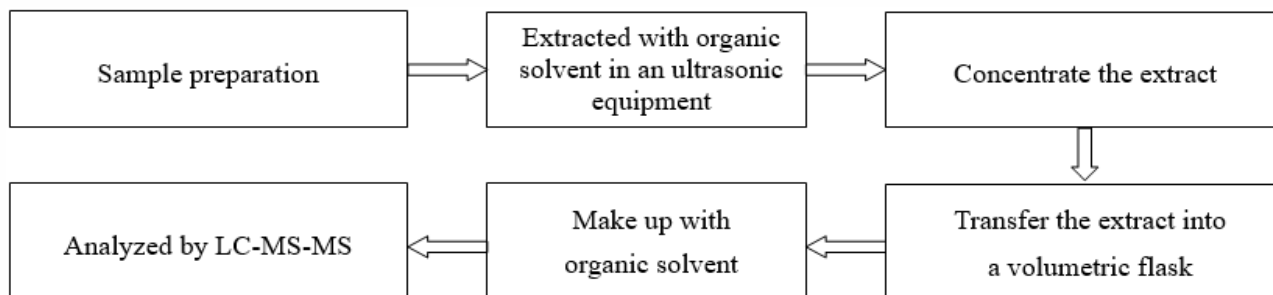 Sample preparation
Extracted with organic
solvent in an ultrasonic
equipment
Concentrate the extract
Transfer the extract into
a volumetric flask
Make up with
organic solvent
Analyzed by LC-MS-MS